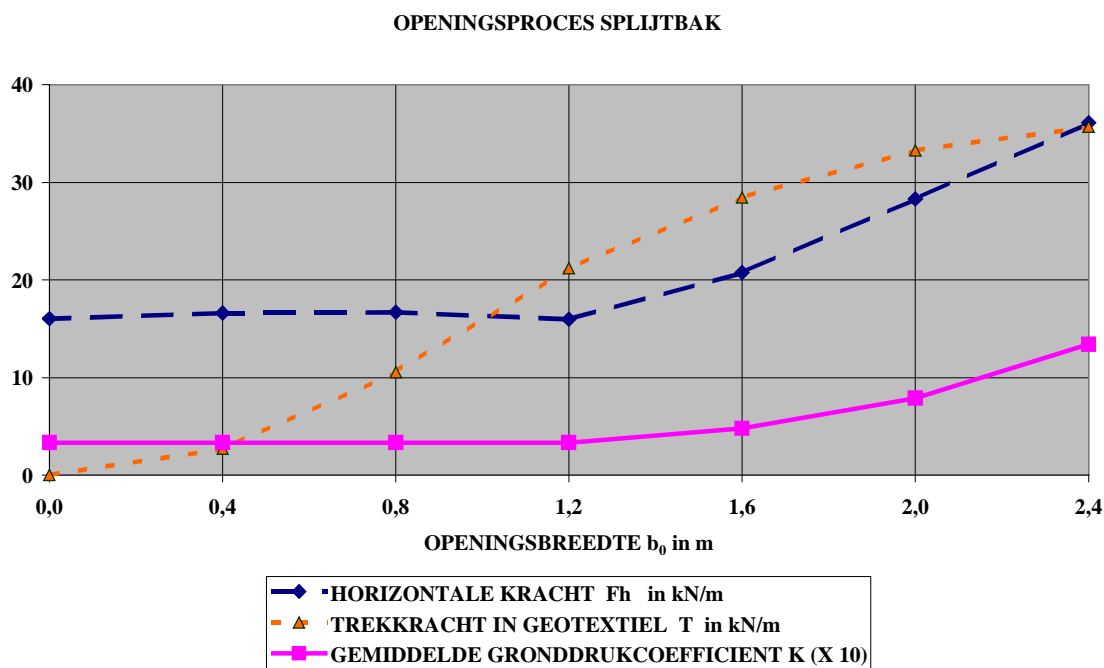 OPENINGSPROCES SPLIJTBAK
40
30
20
10
0
0,0 0,4 0,8 1,2 1,6 2,0 2,4
OPENINGSBREEDTE b₀ in m
HORIZONTALE KRACHT Fh in kN/m
TREKKRACHT IN GEOTEXTIEL T in kN/m
GEMIDDELDE GRONDDRUKCOEFFICIENT K (X 10)